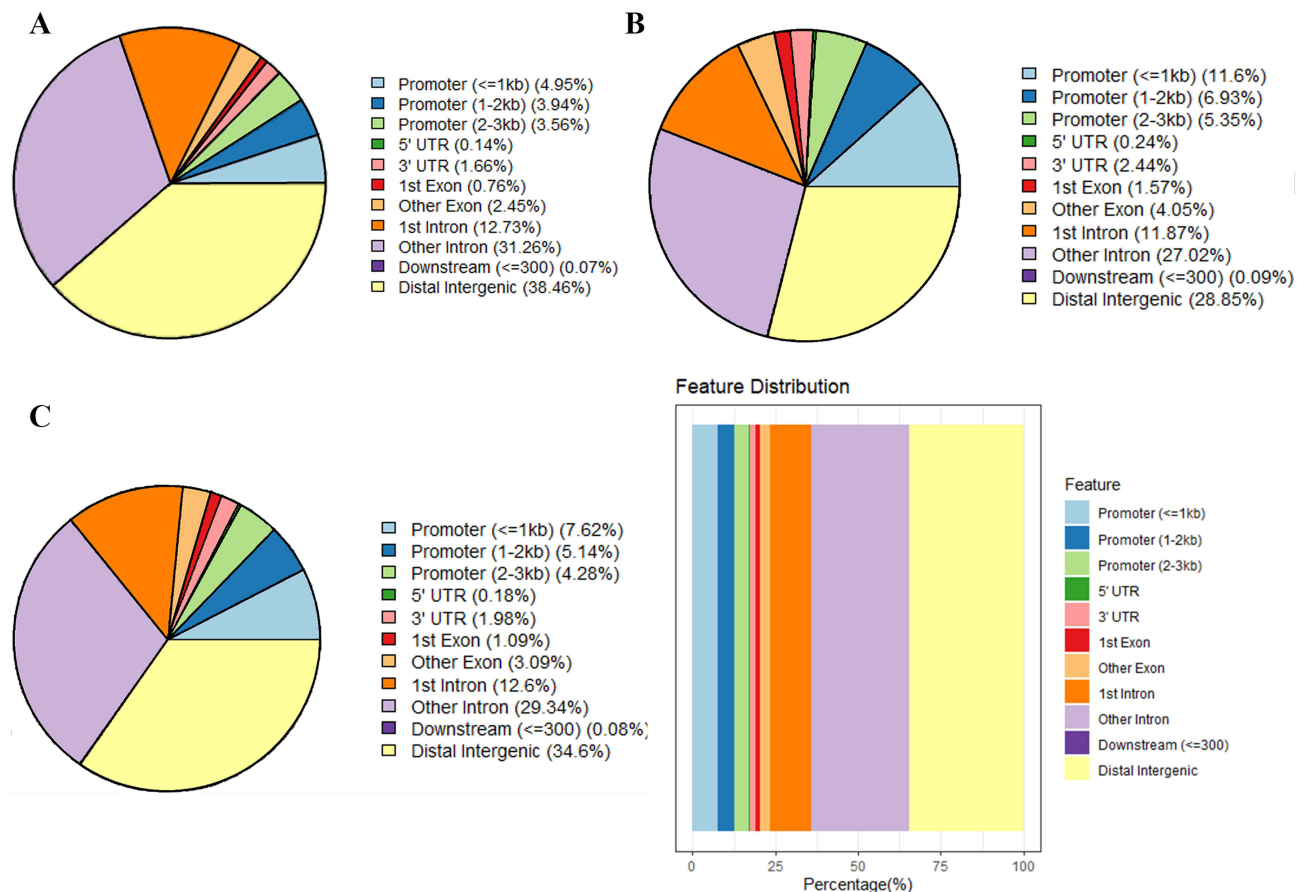 A
Promoter (<=1kb) (4.95%)
Promoter (1-2kb) (3.94%)
Promoter (2-3kb) (3.56%)
5' UTR (0.14%)
3' UTR (1.66%)
1st Exon (0.76%)
Other Exon (2.45%)
1st Intron (12.73%)
Other Intron (31.26%)
Downstream (<=300) (0.07%)
Distal Intergenic (38.46%)
B
Promoter (<=1kb) (11.6%)
Promoter (1-2kb) (6.93%)
Promoter (2-3kb) (5.35%)
5' UTR (0.24%)
3' UTR (2.44%)
1st Exon (1.57%)
Other Exon (4.05%)
1st Intron (11.87%)
Other Intron (27.02%)
Downstream (<=300) (0.09%)
Distal Intergenic (28.85%)
C
Promoter (<=1kb) (7.62%)
Promoter (1-2kb) (5.14%)
Promoter (2-3kb) (4.28%)
5' UTR (0.18%)
3' UTR (1.98%)
1st Exon (1.09%)
Other Exon (3.09%)
1st Intron (12.6%)
Other Intron (29.34%)
Downstream (<=300) (0.08%)
Distal Intergenic (34.6%)
Feature Distribution
Feature
Promoter (<=1kb)
Promoter (1-2kb)
Promoter (2-3kb)
5' UTR
3' UTR
1st Exon
Other Exon
1st Intron
Other Intron
Downstream (<=300)
Distal Intergenic
0 25 50 75 100
Percentage(%)